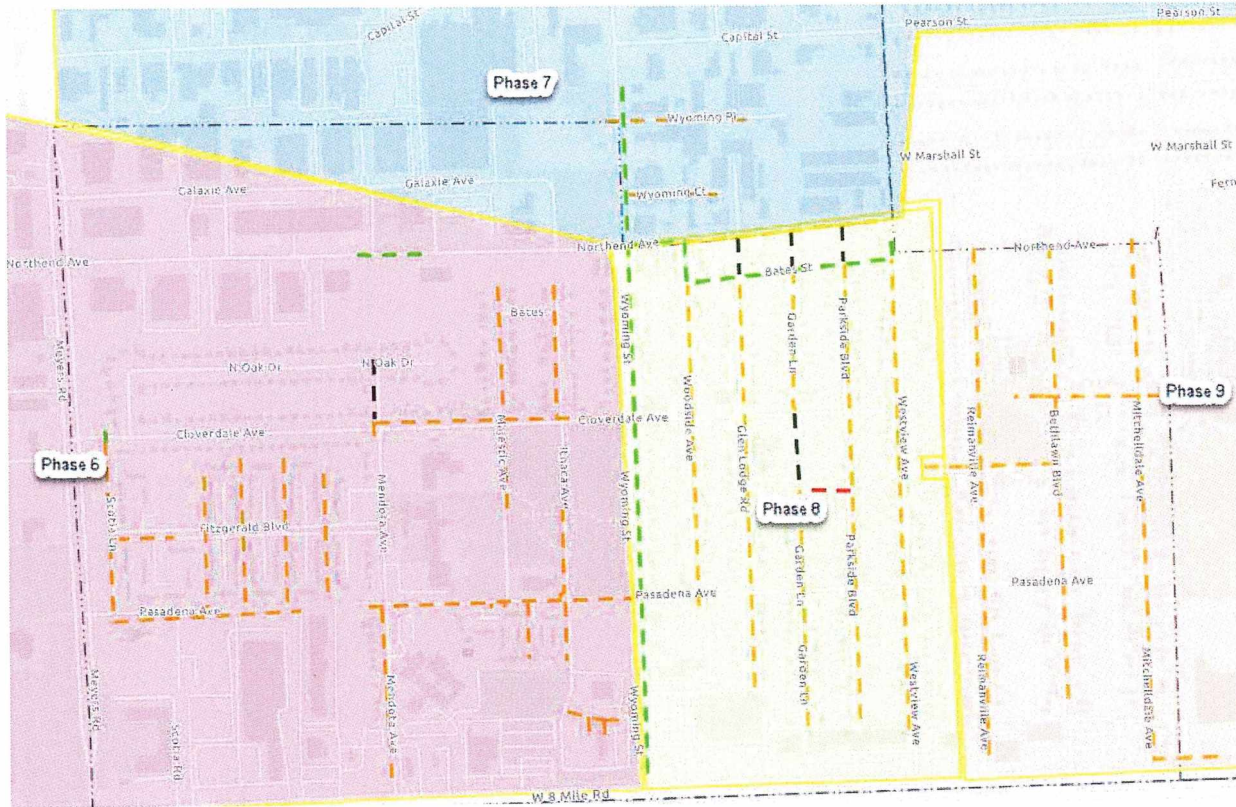 Capital St
Capital St
Pearson St
Pearson St
Phase 7
Wyoming Pl
W Marshall St
W Marshall St
Galaxie Ave
Galaxie Ave
Wyoming Ct
Fern
Northend Ave
Northend Ave
Northend Ave
Bates St
Bates
Meyers Rd
Wyoming St
Garden Ln
Parkside Blvd
N Oak Dr
N Oak Dr
Woodside Ave
Westview Ave
Reimanville Ave
Bethlawn Blvd
Mitchelldale Ave
Phase 9
Cloverdale Ave
Cloverdale Ave
Majestic Ave
Ithaca Ave
Glen Lodge Rd
Phase 6
Wyoming St
Scotia Ln
Fitzgerald Blvd
Mendota Ave
Phase 8
Garden Ln
Parkside Blvd
Pasadena Ave
Pasadena Ave
Pasadena Ave
Meyers Rd
Scotia Rd
Mendota Ave
Wyoming St
Garden Ln
Westview Ave
Reimanville Ave
Mitchelldale Ave
W 8 Mile Rd